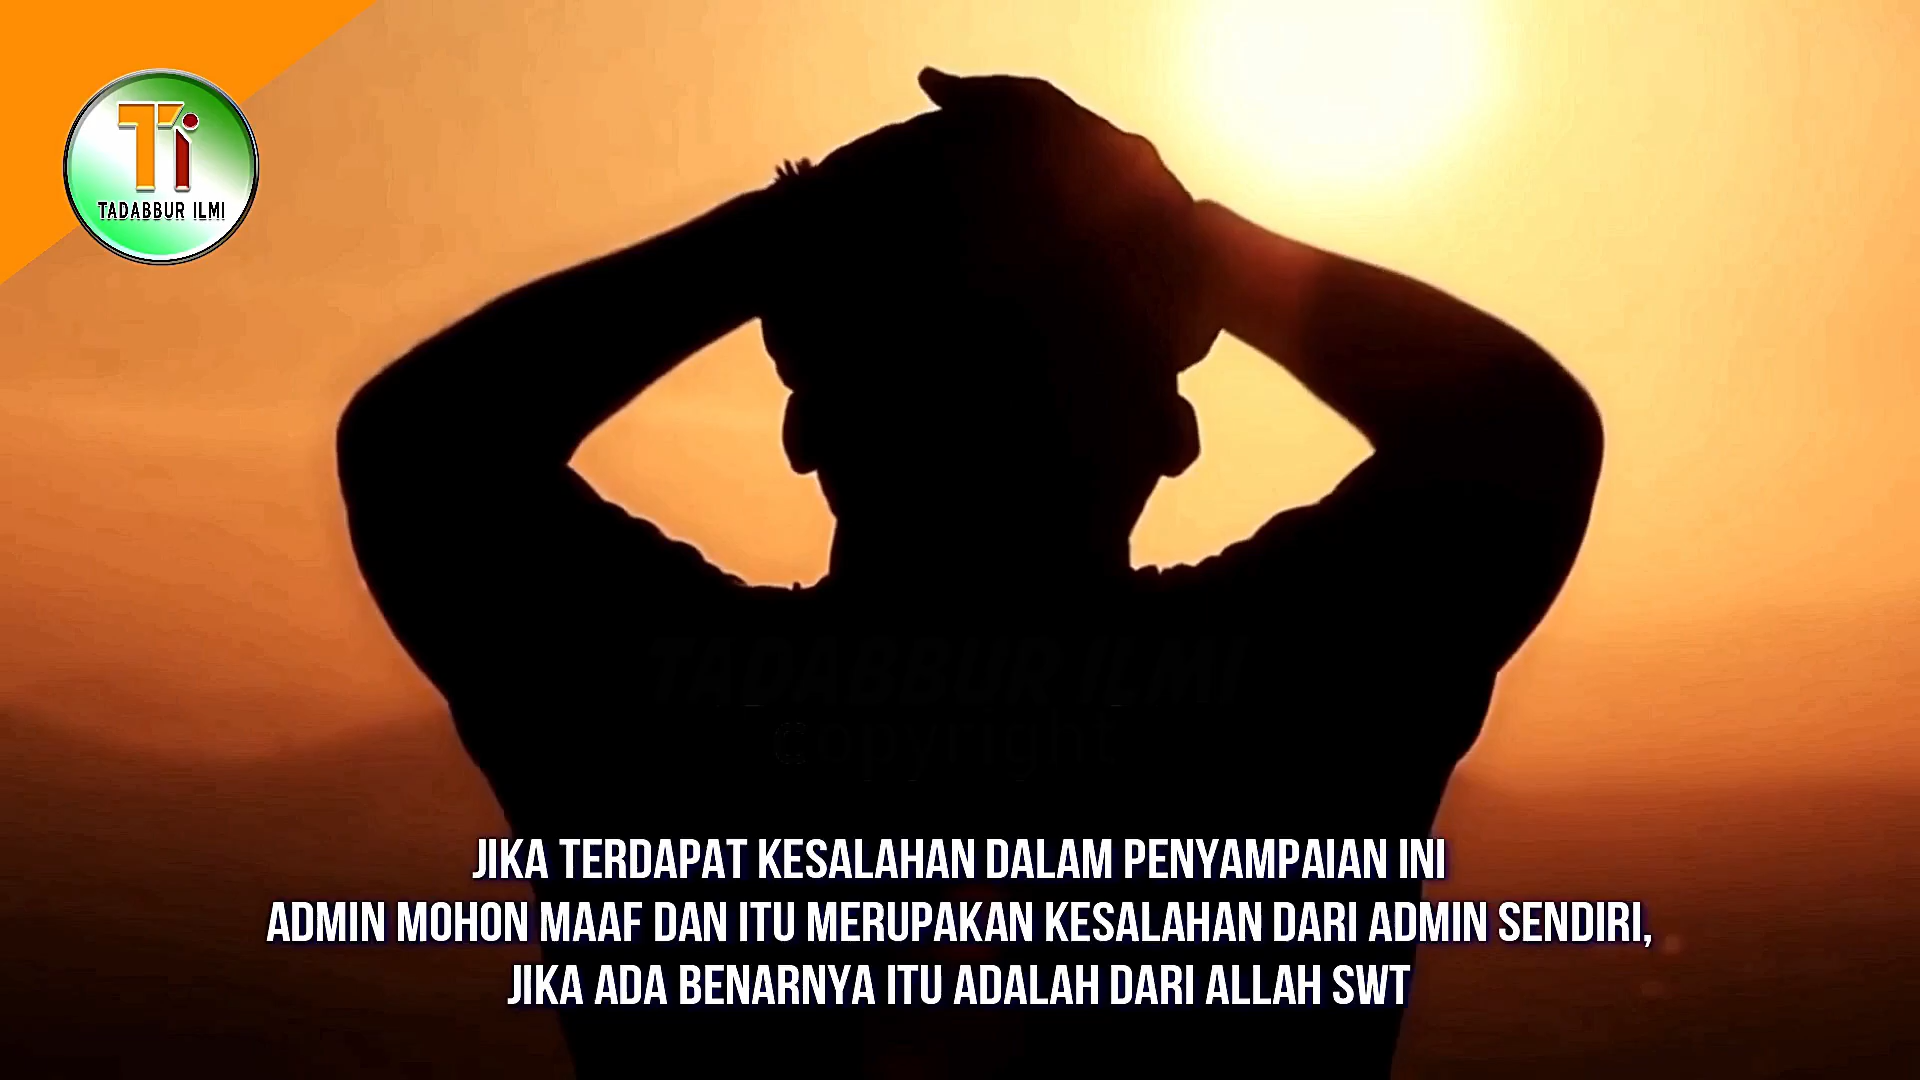 Ti
TADABBUR ILMI
TADABBUR ILMI
copyright
JIKA TERDAPAT KESALAHAN DALAM PENYAMPAIAN INI
ADMIN MOHON MAAF DAN ITU MERUPAKAN KESALAHAN DARI ADMIN SENDIRI,
JIKA ADA BENARNYA ITU ADALAH DARI ALLAH SWT